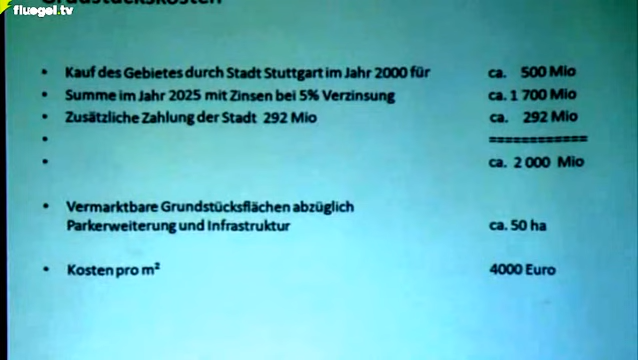 fluegel.tv
Grundstückskosten
Kauf des Gebietes durch Stadt Stuttgart im Jahr 2000 für ca. 500 Mio
Summe im Jahr 2025 mit Zinsen bei 5% Verzinsung ca. 1 700 Mio
Zusätzliche Zahlung der Stadt 292 Mio ca. 292 Mio
============
ca. 2 000 Mio
Vermarktbare Grundstücksflächen abzüglich
Parkerweiterung und Infrastruktur ca. 50 ha
Kosten pro m² 4000 Euro